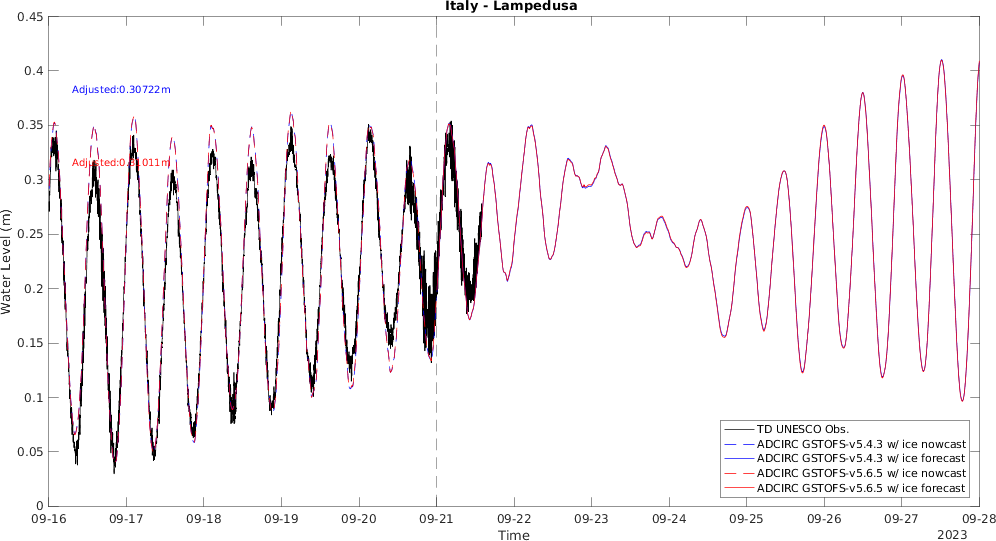 Italy - Lampedusa
0.45
0.4
0.35
0.3
0.25
0.2
0.15
0.1
0.05
0
Water Level (m)
Adjusted:0.30722m
Adjusted:0.31011m
TD UNESCO Obs.
ADCIRC GSTOFS-v5.4.3 w/ ice nowcast
ADCIRC GSTOFS-v5.4.3 w/ ice forecast
ADCIRC GSTOFS-v5.6.5 w/ ice nowcast
ADCIRC GSTOFS-v5.6.5 w/ ice forecast
09-16 09-17 09-18 09-19 09-20 09-21 09-22 09-23 09-24 09-25 09-26 09-27 09-28
Time
2023